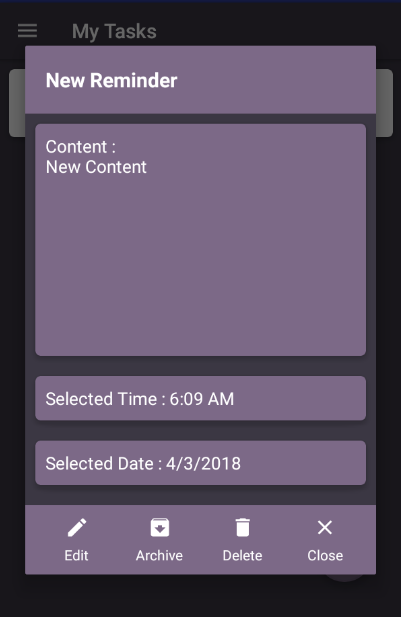 My Tasks
New Reminder
Content :
New Content
Selected Time : 6:09 AM
Selected Date : 4/3/2018
Edit
Archive
Delete
Close